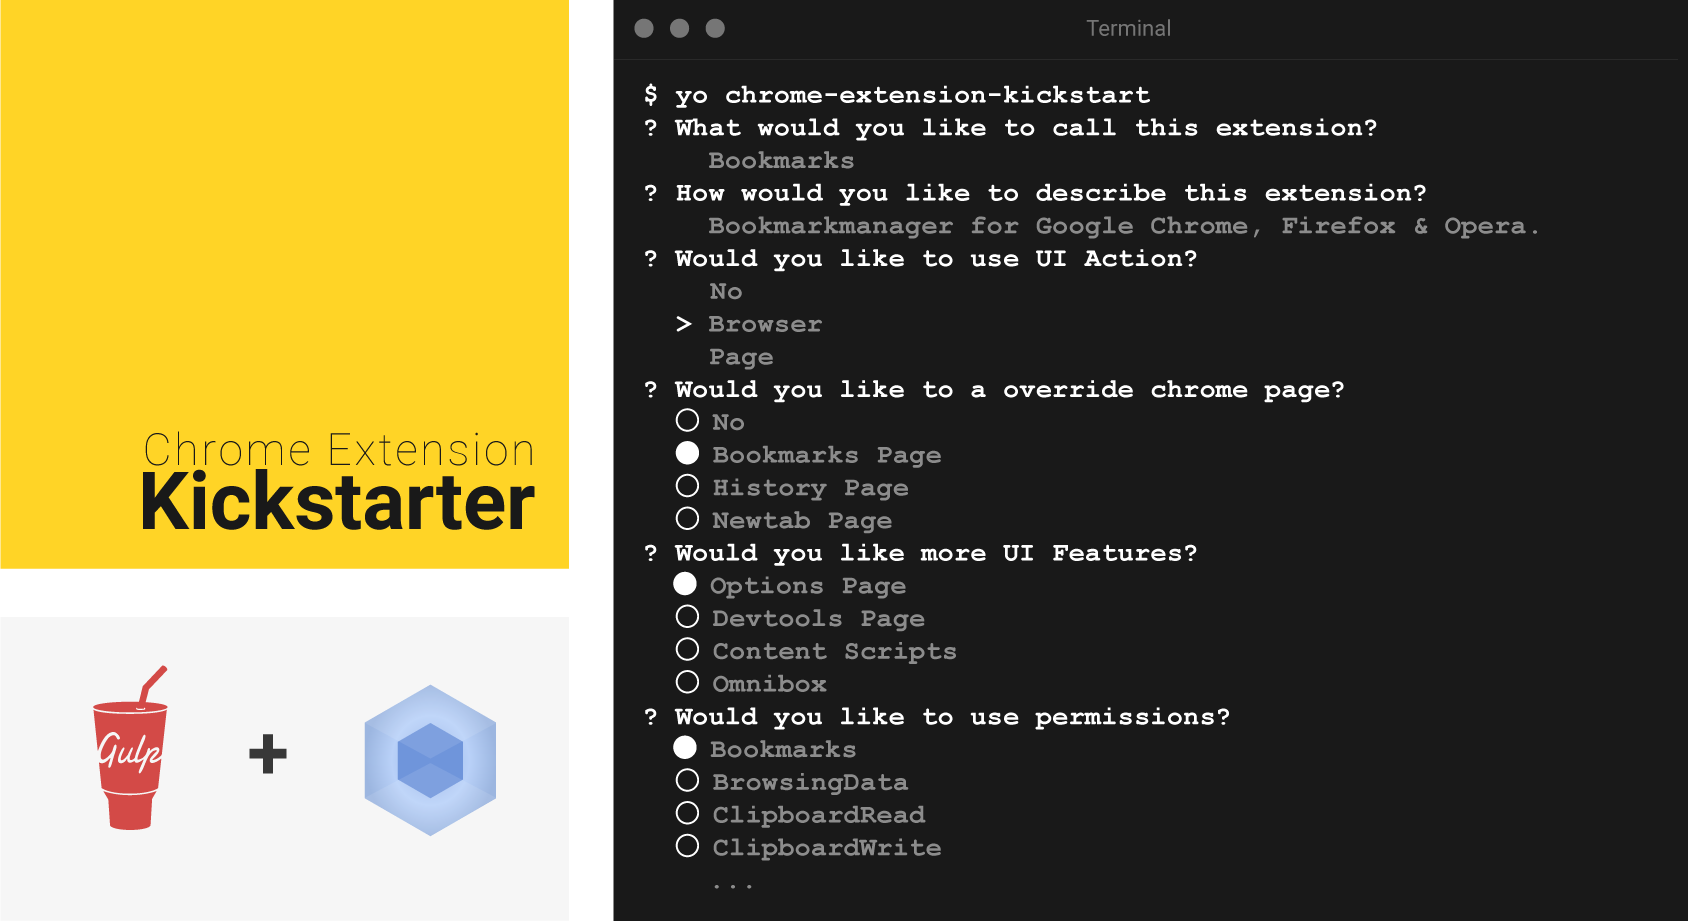 Chrome Extension
Kickstarter
Gulp
+
Terminal
$ yo chrome-extension-kickstart
? What would you like to call this extension?
Bookmarks
? How would you like to describe this extension?
Bookmarkmanager for Google Chrome, Firefox & Opera.
? Would you like to use UI Action?
No
> Browser
Page
? Would you like to a override chrome page?
No
Bookmarks Page
History Page
Newtab Page
? Would you like more UI Features?
Options Page
Devtools Page
Content Scripts
Omnibox
? Would you like to use permissions?
Bookmarks
BrowsingData
ClipboardRead
ClipboardWrite
...